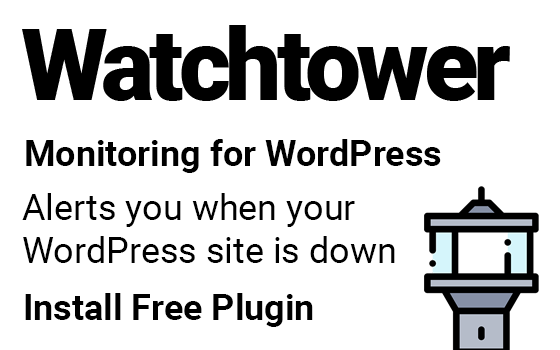 Watchtower
Monitoring for WordPress
Alerts you when your
WordPress site is down
Install Free Plugin